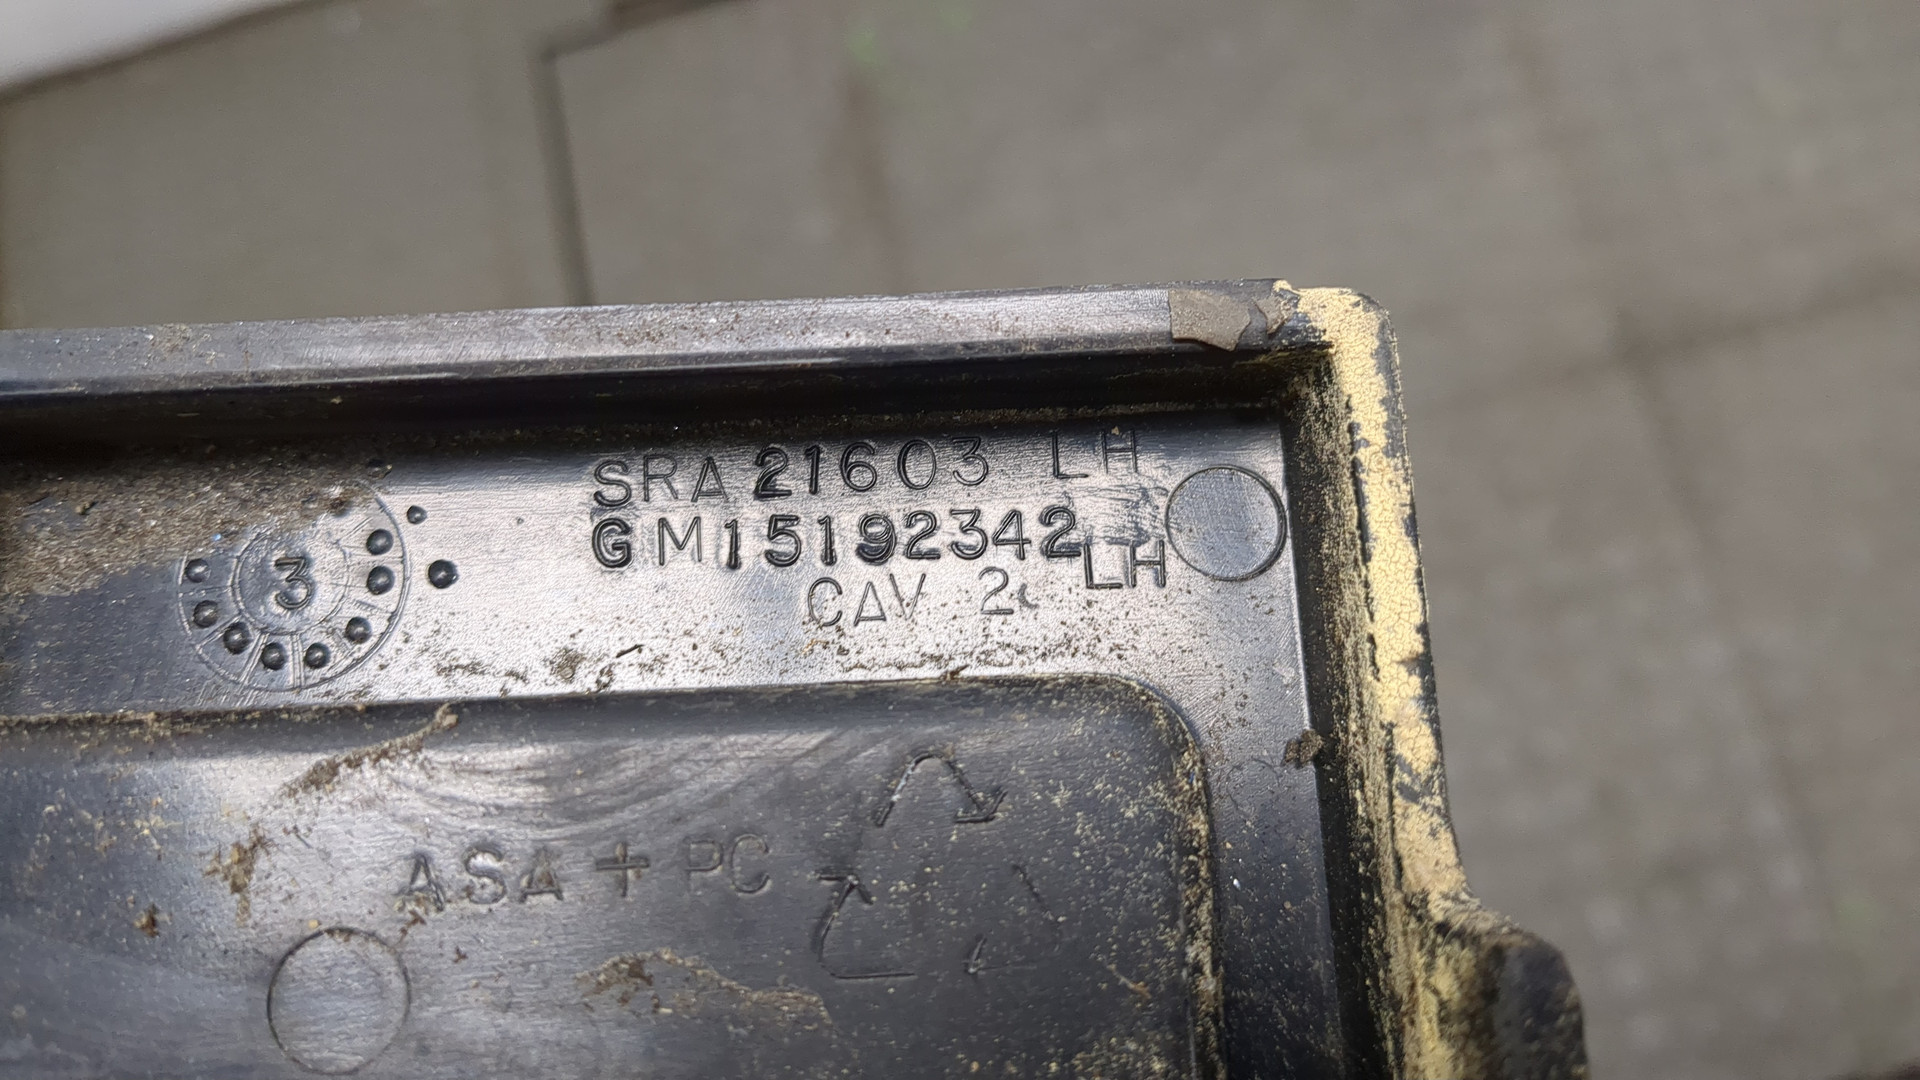 SRA 21603 LH
GM15192342 LH
CAV 2
3
ASA + PC